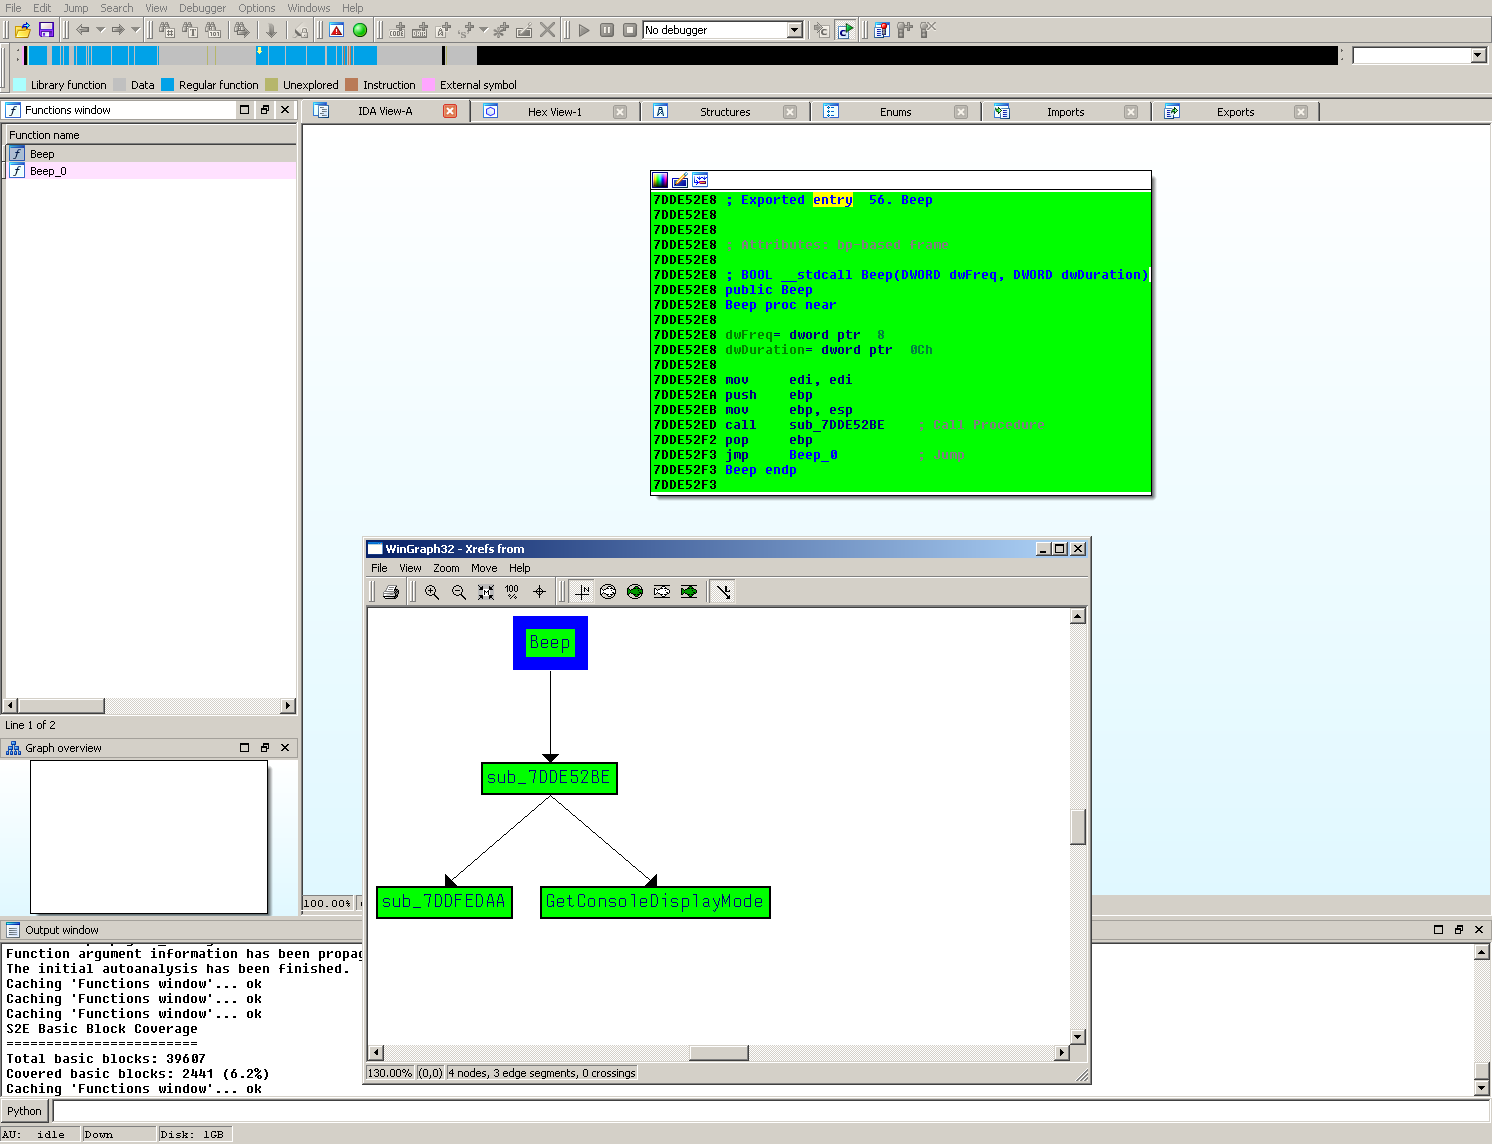 File Edit Jump Search View Debugger Options Windows Help
No debugger
Library function Data Regular function Unexplored Instruction External symbol
Functions window
IDA View-A Hex View-1 Structures Enums Imports Exports
Function name
Beep
Beep_0
Line 1 of 2
Graph overview
7DDE52E8 ; Exported entry 56. Beep
7DDE52E8
7DDE52E8
7DDE52E8 ; Attributes: bp-based frame
7DDE52E8
7DDE52E8 ; BOOL __stdcall Beep(DWORD dwFreq, DWORD dwDuration)
7DDE52E8 public Beep
7DDE52E8 Beep proc near
7DDE52E8
7DDE52E8 dwFreq= dword ptr 8
7DDE52E8 dwDuration= dword ptr 0Ch
7DDE52E8
7DDE52E8 mov edi, edi
7DDE52EA push ebp
7DDE52EB mov ebp, esp
7DDE52ED call sub_7DDE52BE ; Call Procedure
7DDE52F2 pop ebp
7DDE52F3 jmp Beep_0 ; Jump
7DDE52F3 Beep endp
7DDE52F3
100.00%
WinGraph32 - Xrefs from
File View Zoom Move Help
100 %
Beep
sub_7DDE52BE
sub_7DDFEDAA GetConsoleDisplayMode
130.00% (0,0) 4 nodes, 3 edge segments, 0 crossings
Output window
Function argument information has been propag
The initial autoanalysis has been finished.
Caching 'Functions window'... ok
Caching 'Functions window'... ok
Caching 'Functions window'... ok
S2E Basic Block Coverage
========================
Total basic blocks: 39607
Covered basic blocks: 2441 (6.2%)
Caching 'Functions window'... ok
Python
AU: idle Down Disk: 1GB